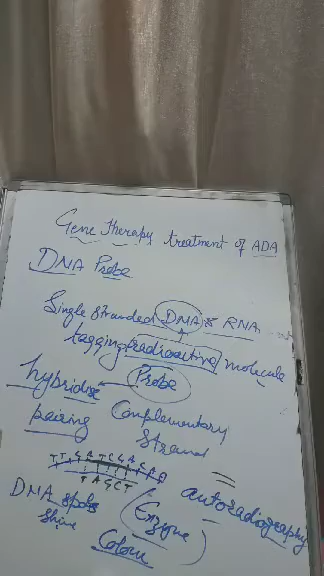 Gene Therapy treatment of ADA
DNA Probe
Single stranded DNA & RNA
+
tagging radioactive molecule
hybridise Probe
pairing Complementary
Strand
TAGCT
DNA spots (Enzyme) autoradiography
Shine
Colour